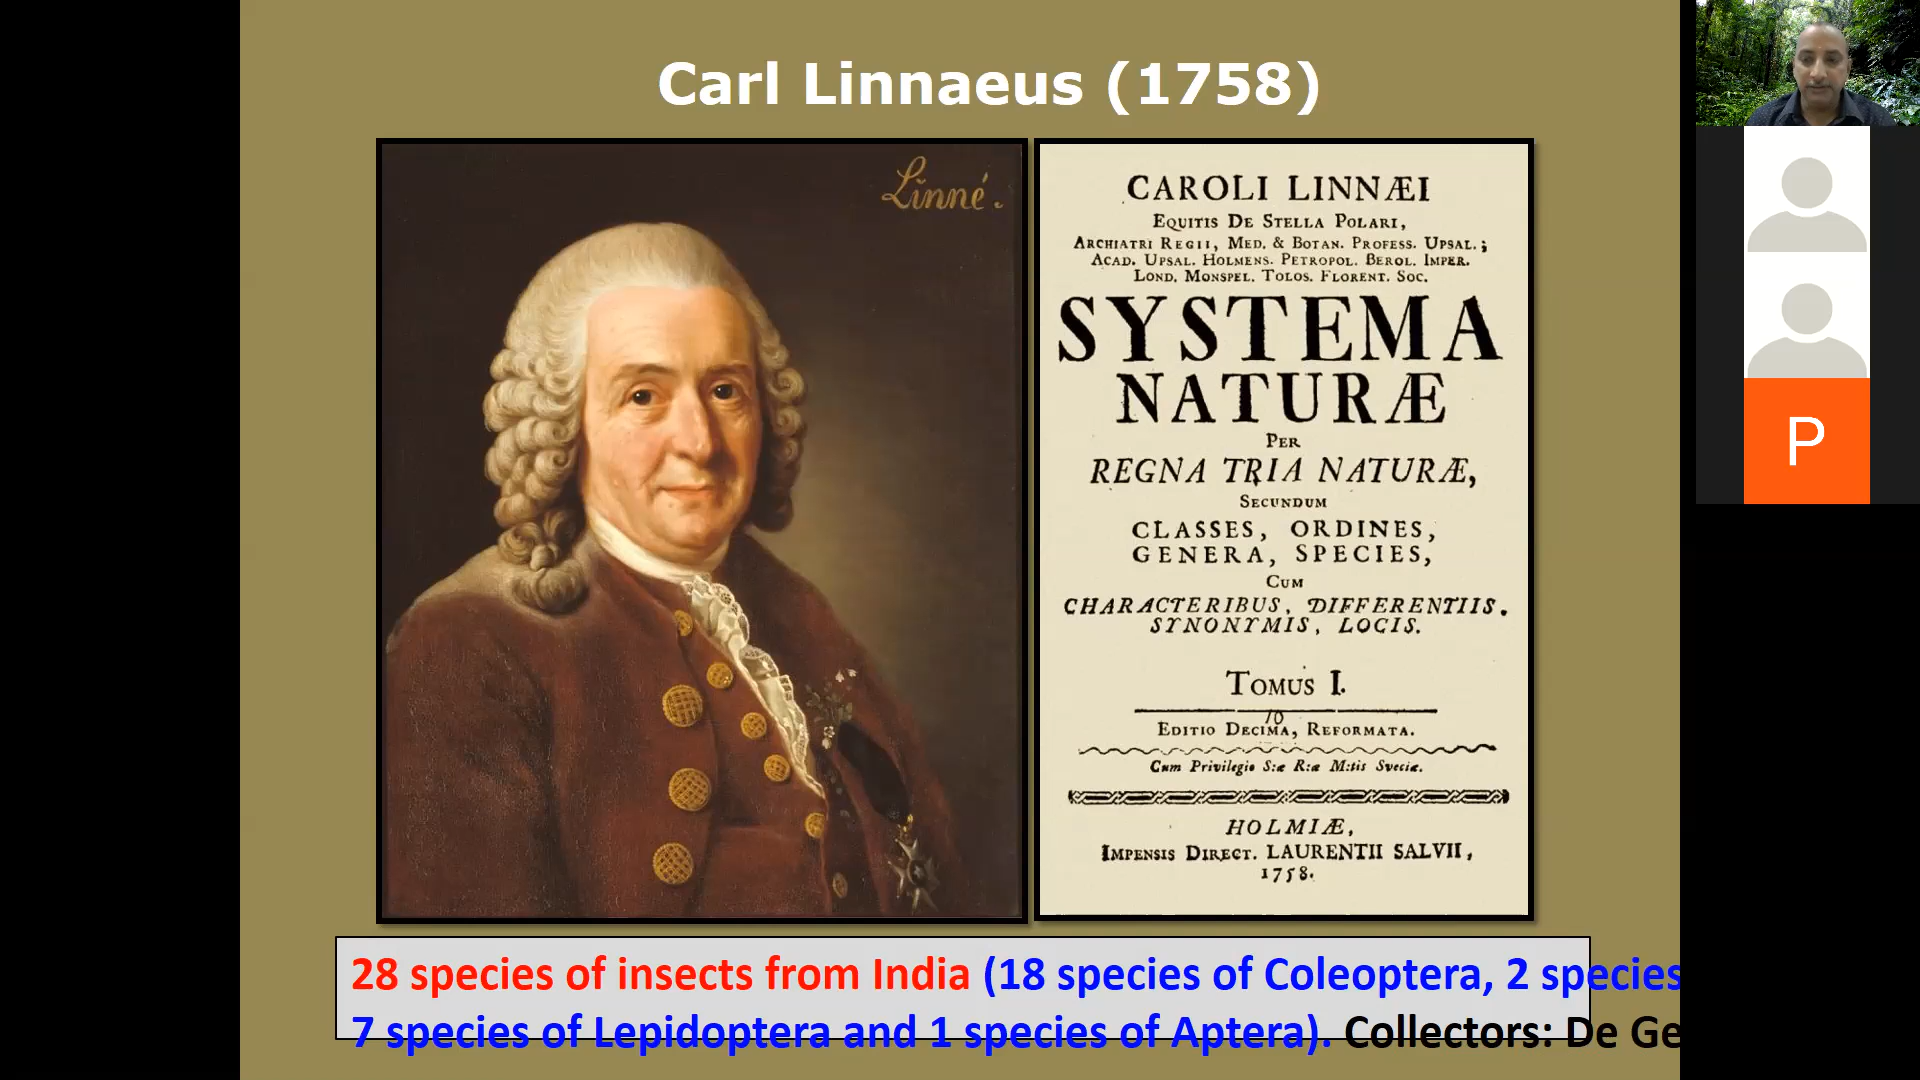 Carl Linnaeus (1758)
Linné.
CAROLI LINNÆI
EQUITIS DE STELLA POLARI,
ARCHIATRI REGII, MED. & BOTAN. PROFESS. UPSAL.;
ACAD. UPSAL. HOLMENS. PETROPOL. BEROL. IMPER.
LOND. MONSPEL. TOLOS. FLORENT. SOC.
SYSTEMA
NATURÆ
PER
REGNA TRIA NATURÆ,
SECUNDUM
CLASSES, ORDINES,
GENERA, SPECIES,
CUM
CHARACTERIBUS, DIFFERENTIIS.
SYNONYMIS, LOCIS.
TOMUS I.
10
EDITIO DECIMA, REFORMATA.
Cum Privilegio S:æ R:æ M:tis Sveciæ.
HOLMIÆ,
IMPENSIS DIRECT. LAURENTII SALVII,
1758.
28 species of insects from India (18 species of Coleoptera, 2 species
7 species of Lepidoptera and 1 species of Aptera). Collectors: De Ge
P